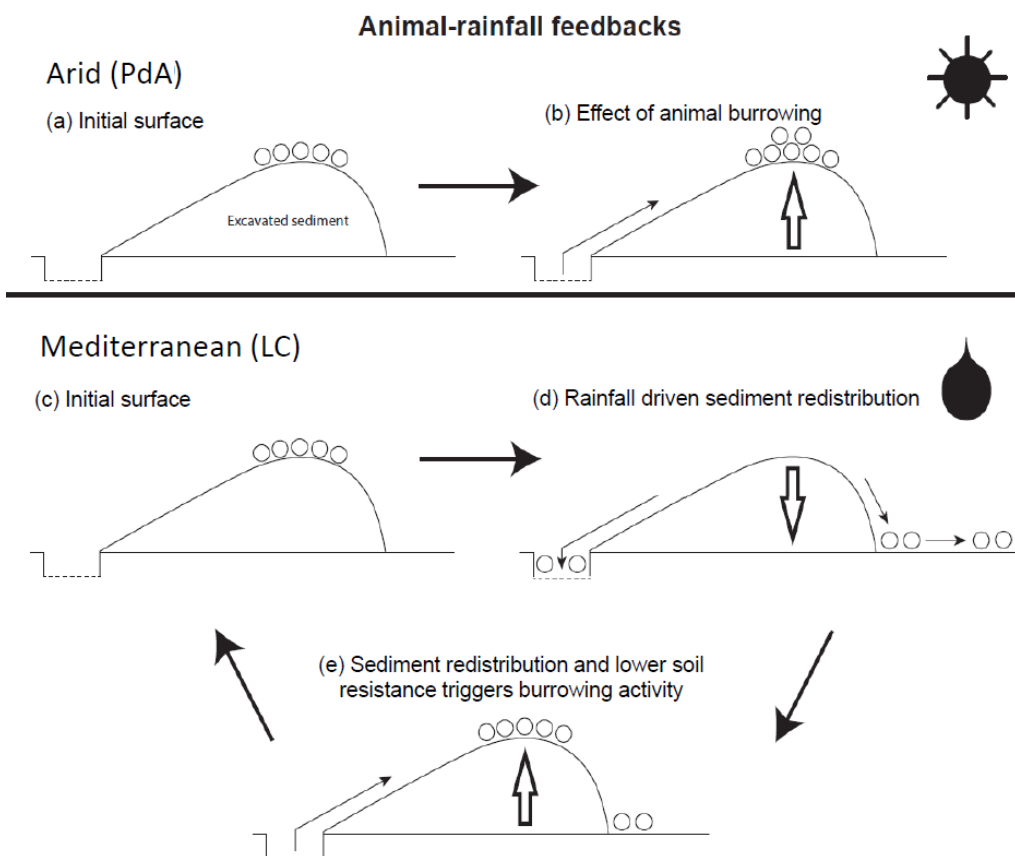 Animal-rainfall feedbacks
Arid (PdA)
(a) Initial surface
(b) Effect of animal burrowing
Excavated sediment
Mediterranean (LC)
(c) Initial surface
(d) Rainfall driven sediment redistribution
(e) Sediment redistribution and lower soil
resistance triggers burrowing activity